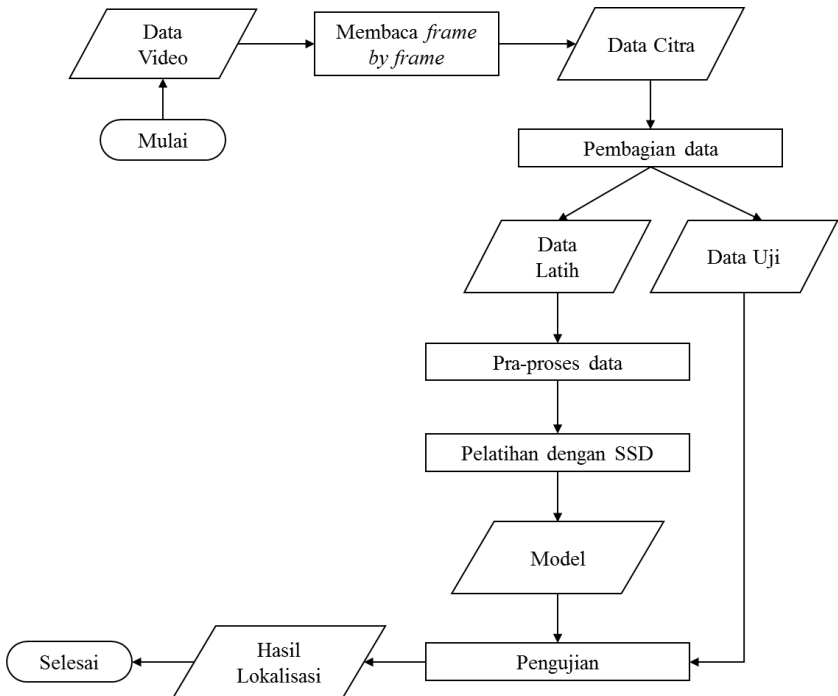 Data
Video
Membaca frame
by frame
Data Citra
Mulai
Pembagian data
Data
Latih
Data Uji
Pra-proses data
Pelatihan dengan SSD
Model
Pengujian
Hasil
Lokalisasi
Selesai